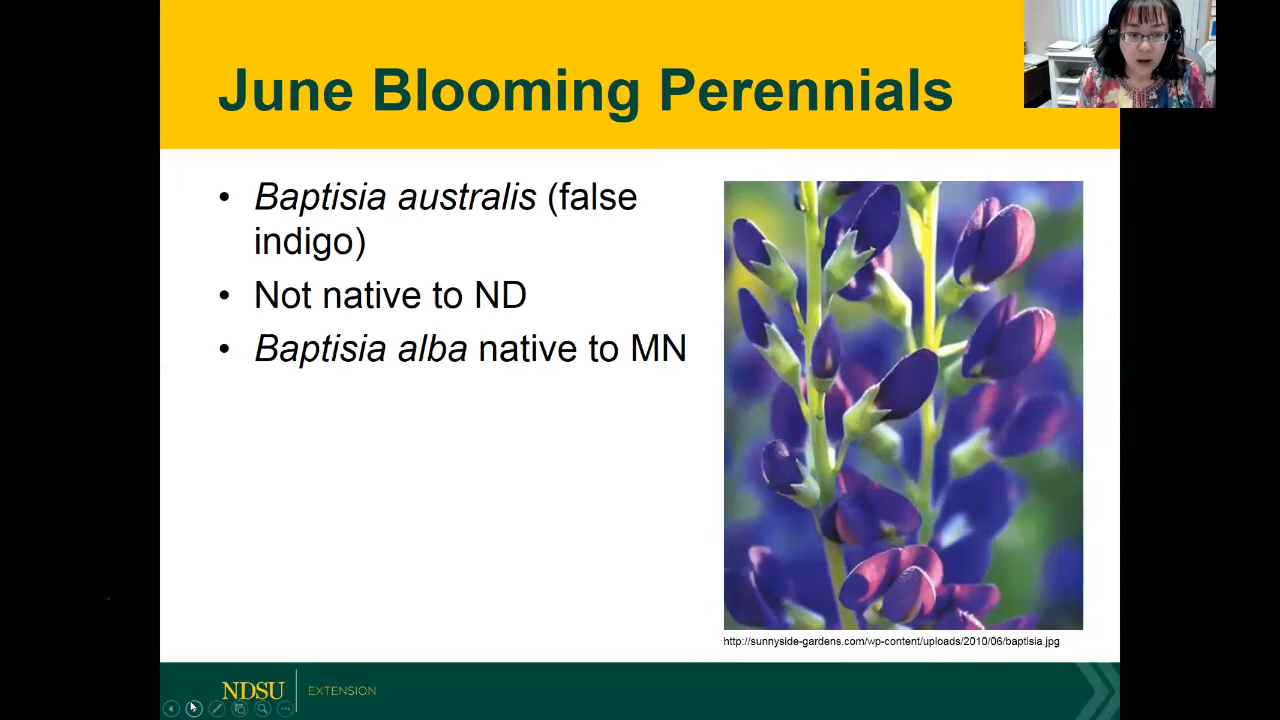 June Blooming Perennials
• Baptisia australis (false
indigo)
• Not native to ND
• Baptisia alba native to MN
http://sunnyside-gardens.com/wp-content/uploads/2010/06/baptisia.jpg
NDSU EXTENSION